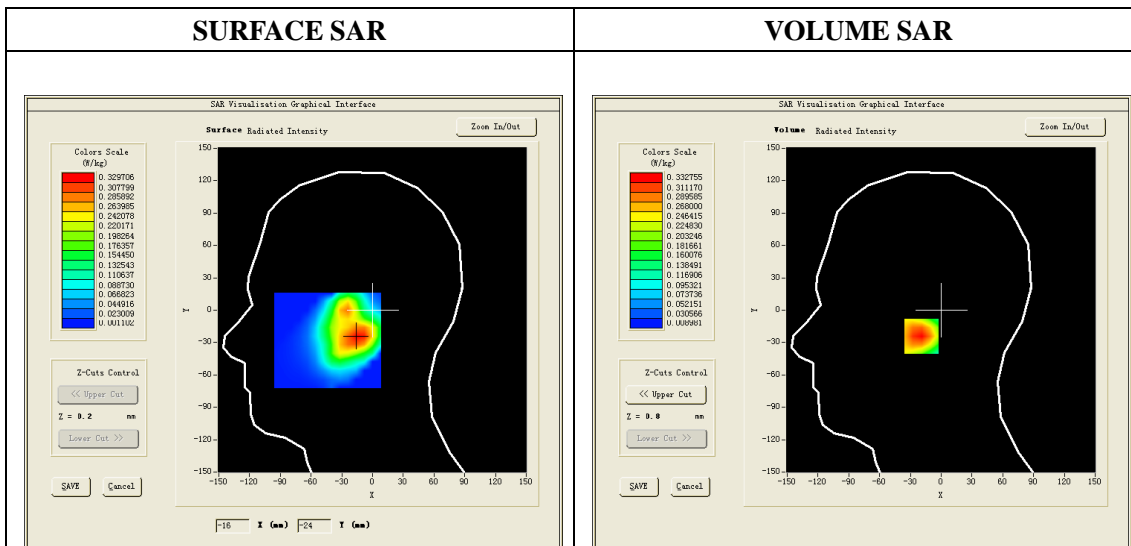 SURFACE SAR
VOLUME SAR
SAR Visualisation Graphical Interface
Surface Radiated Intensity
Zoom In/Out
Colors Scale
(W/kg)
0.329706
0.307799
0.285892
0.263985
0.242078
0.220171
0.198264
0.176357
0.154450
0.132543
0.110637
0.088730
0.066823
0.044916
0.023009
0.001102
150
120
90
60
30
0
-30
-60
-90
-120
-150
Y
-150 -120 -90 -60 -30 0 30 60 90 120 150
X
Z-Cuts Control
<< Upper Cut
Z = 0.2 mm
Lower Cut >>
SAVE Cancel
-16 X (mm) -24 Y (mm)
SAR Visualisation Graphical Interface
Volume Radiated Intensity
Zoom In/Out
Colors Scale
(W/kg)
0.332755
0.311170
0.289585
0.268000
0.246415
0.224830
0.203246
0.181661
0.160076
0.138491
0.116906
0.095321
0.073736
0.052151
0.030566
0.008981
150
120
90
60
30
0
-30
-60
-90
-120
-150
Y
-150 -120 -90 -60 -30 0 30 60 90 120 150
X
Z-Cuts Control
<< Upper Cut
Z = 0.8 mm
Lower Cut >>
SAVE Cancel